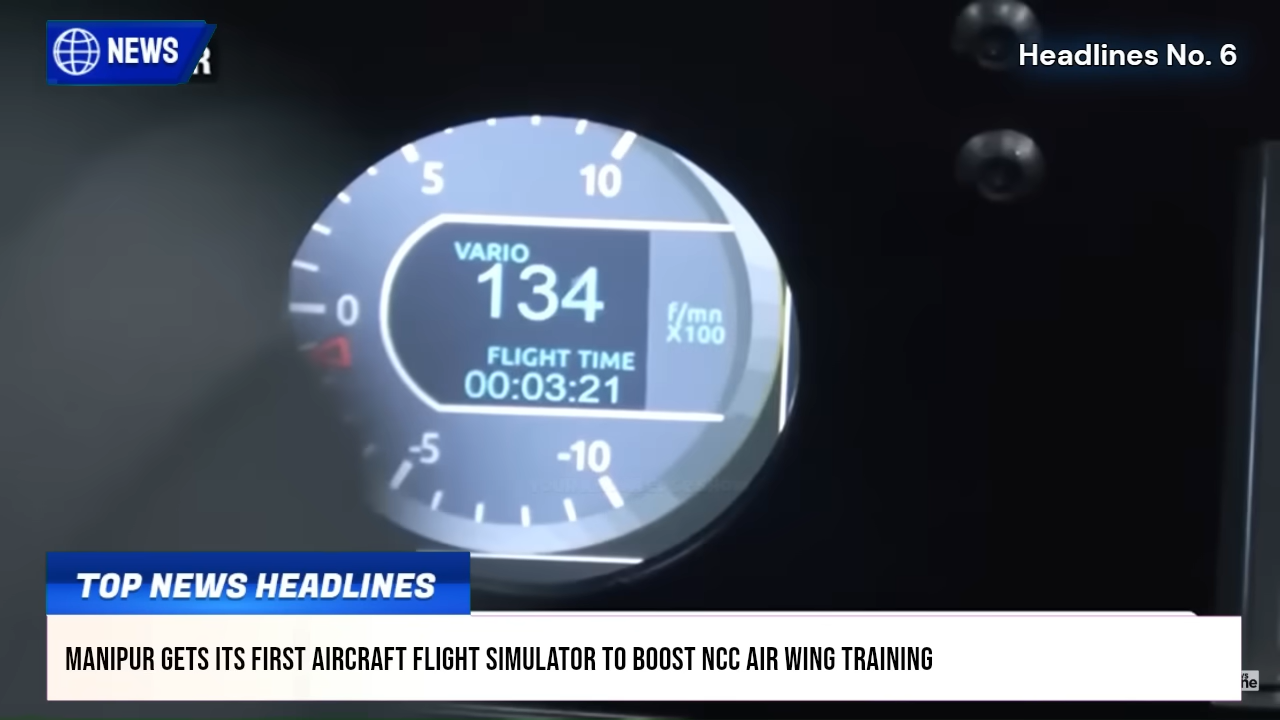 NEWS
R
Headlines No. 6
5
10
VARIO
134
0
f/mn
X100
FLIGHT TIME
00:03:21
-5
-10
TOP NEWS HEADLINES
MANIPUR GETS ITS FIRST AIRCRAFT FLIGHT SIMULATOR TO BOOST NCC AIR WING TRAINING